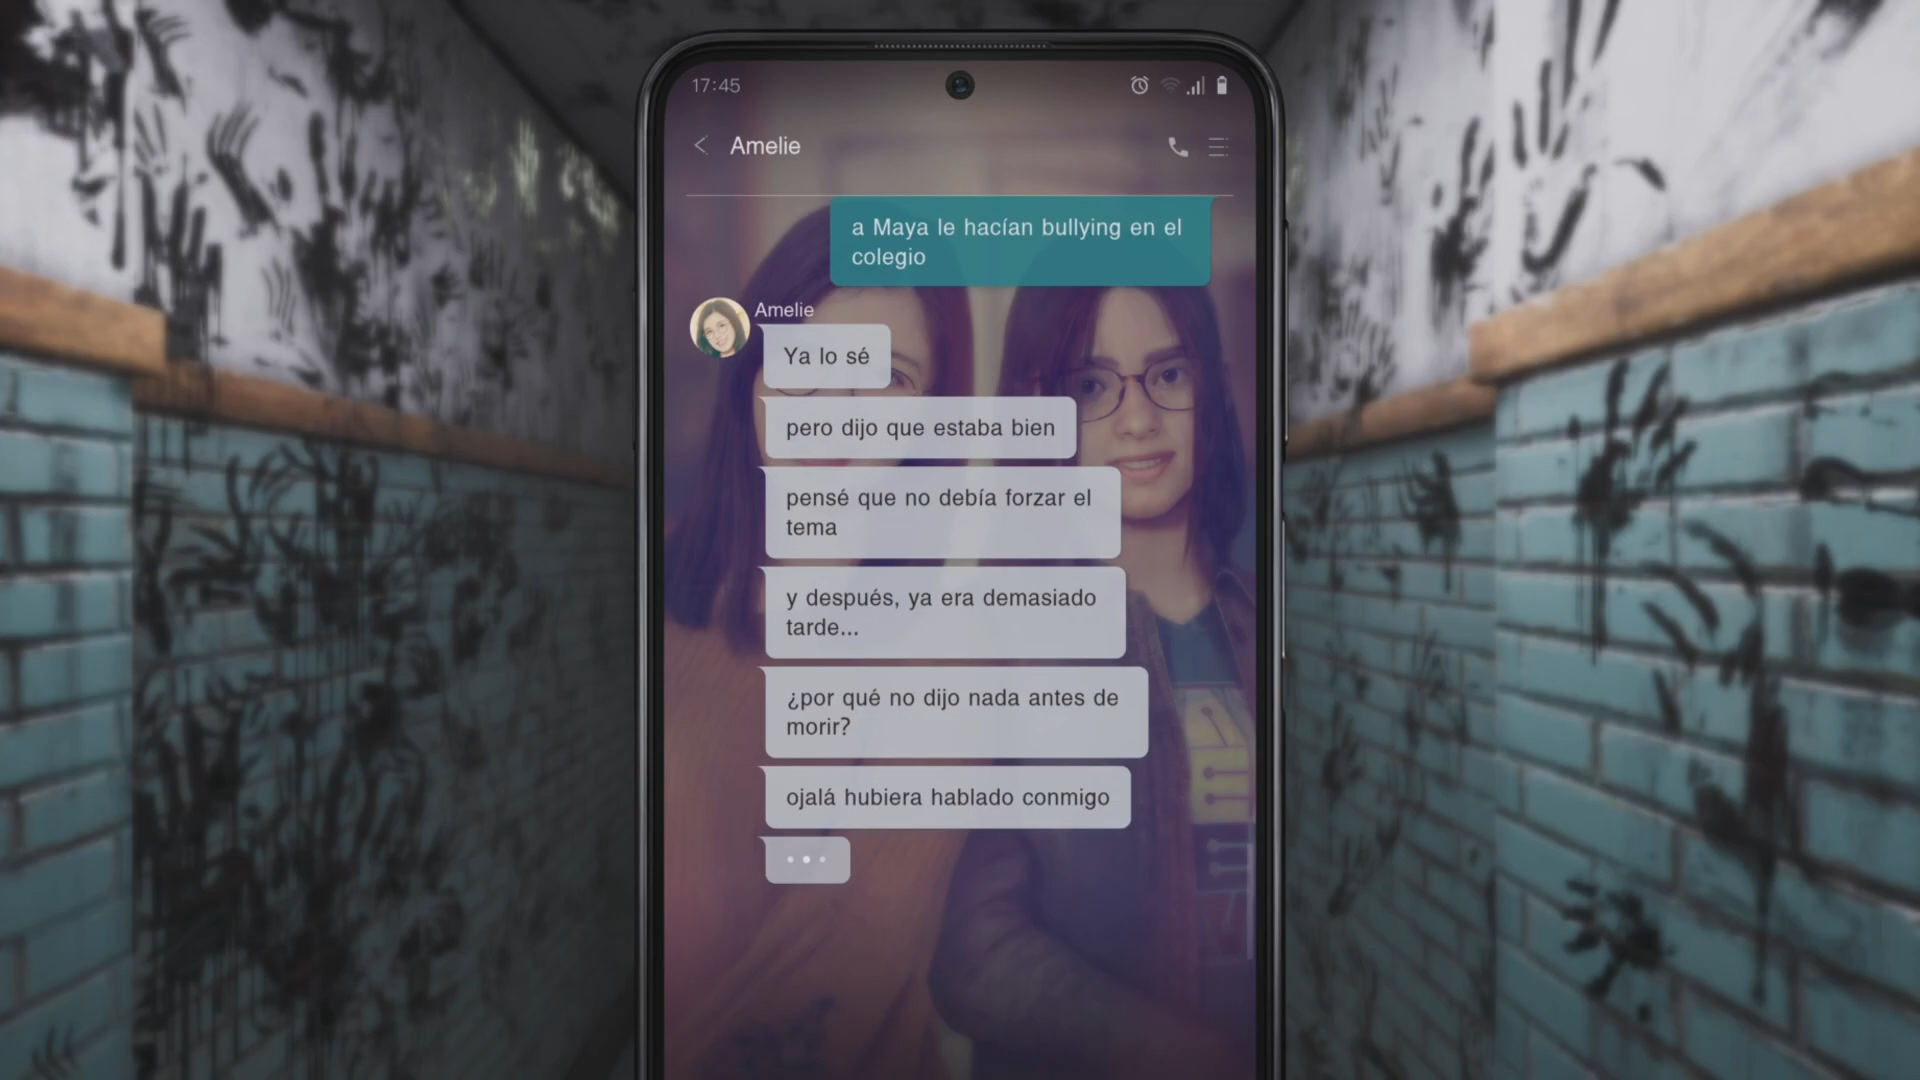 17:45
Amelie
a Maya le hacían bullying en el
colegio
Amelie
Ya lo sé
pero dijo que estaba bien
pensé que no debía forzar el
tema
y después, ya era demasiado
tarde...
¿por qué no dijo nada antes de
morir?
ojalá hubiera hablado conmigo